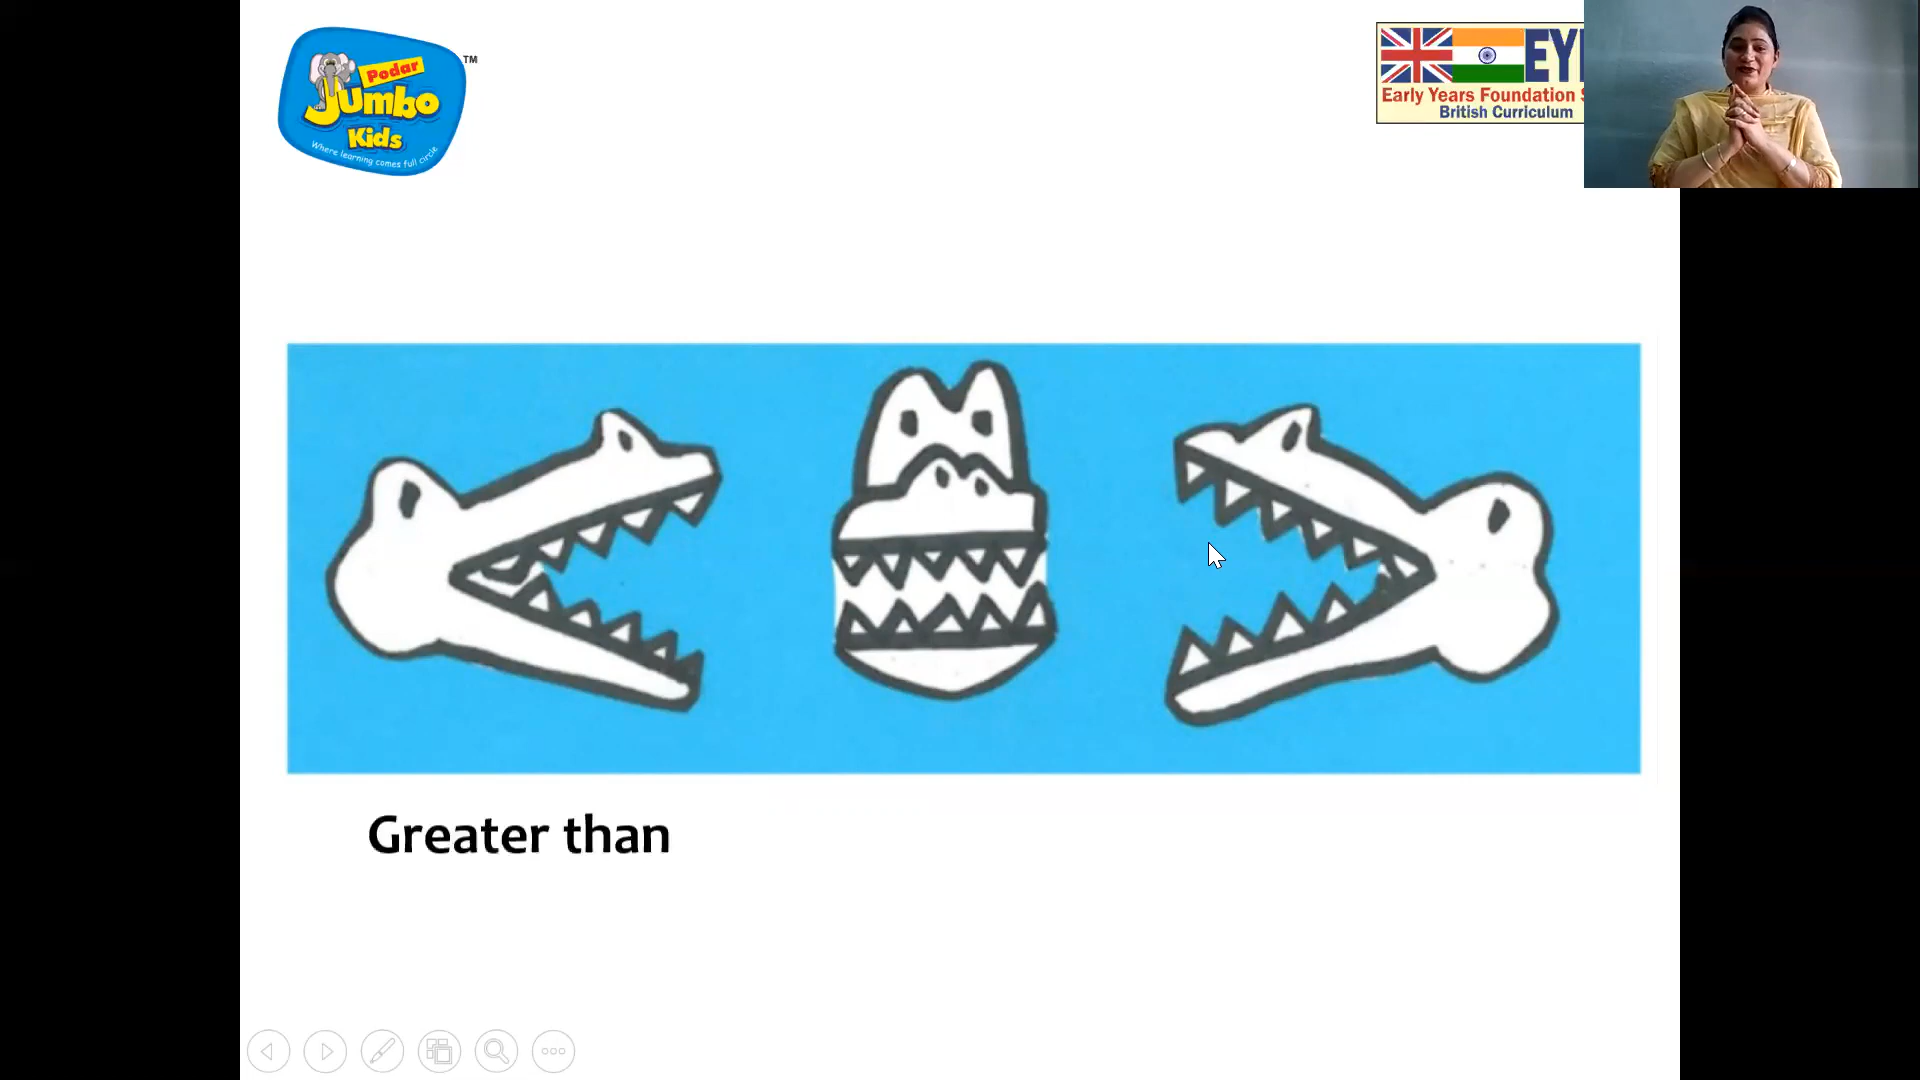 Podar
Jumbo
Kids
Where learning comes full circle
TM
EY
Early Years Foundation
British Curriculum
Greater than